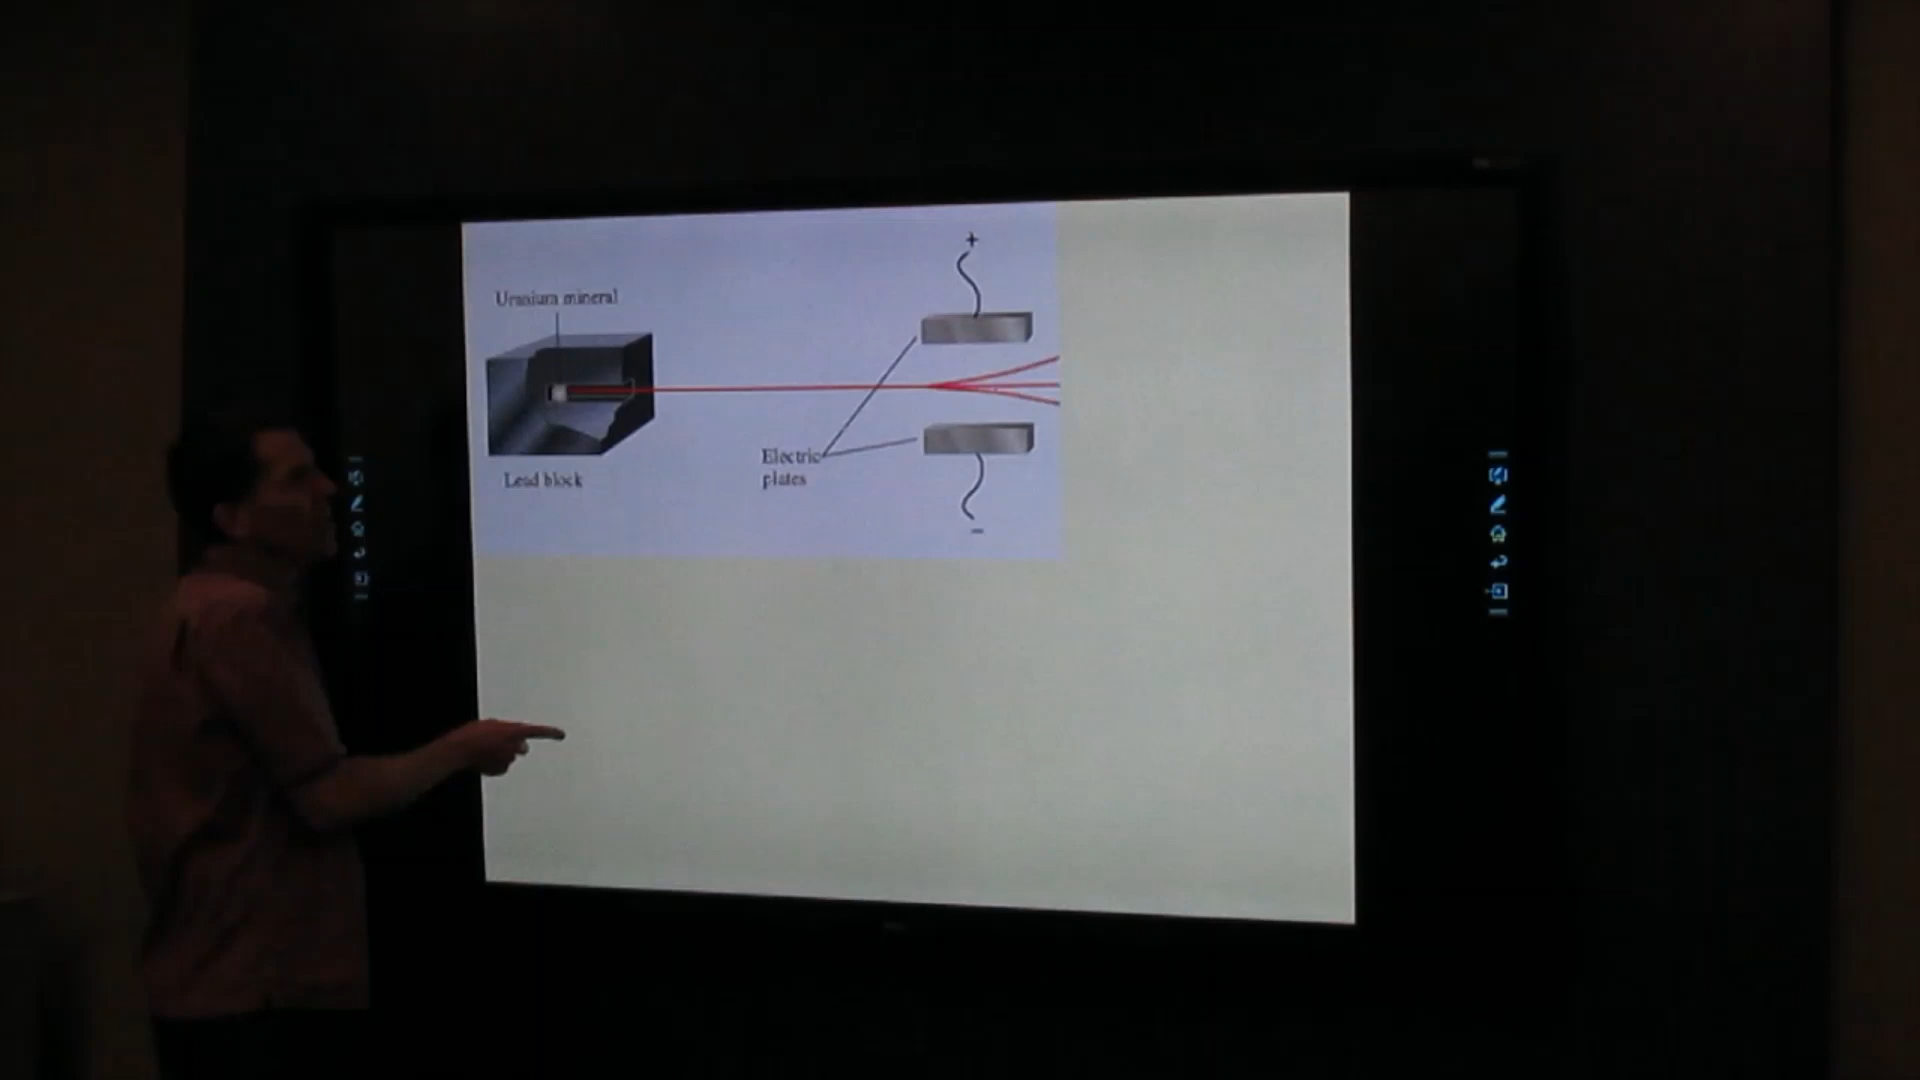 +
Uranium mineral
Electric
plates
Lead block
−